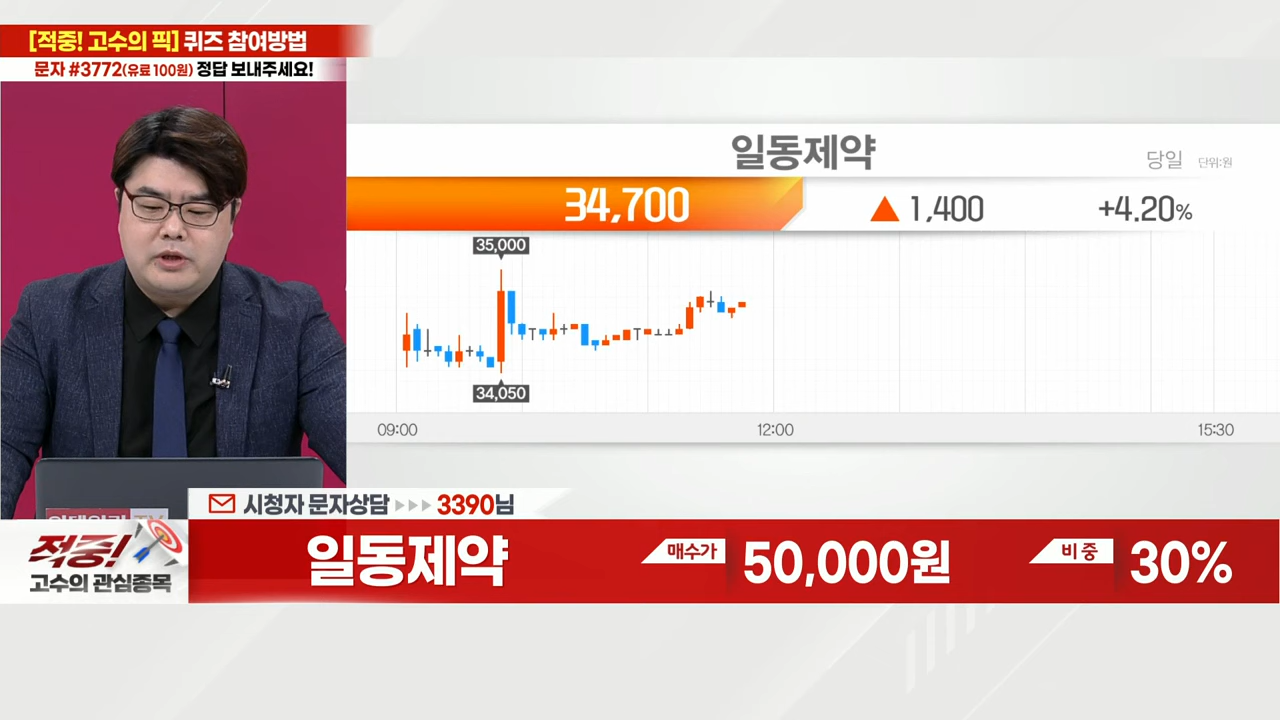 [적중! 고수의 픽] 퀴즈 참여방법
문자 #3772(유료 100원) 정답 보내주세요!
일동제약
당일 단위:원
34,700 ▲ 1,400 +4.20%
35,000
34,050
09:00 12:00 15:30
시청자 문자상담 ▶▶▶ 3390님
적중!
고수의 관심종목
일동제약 매수가 50,000원 비중 30%